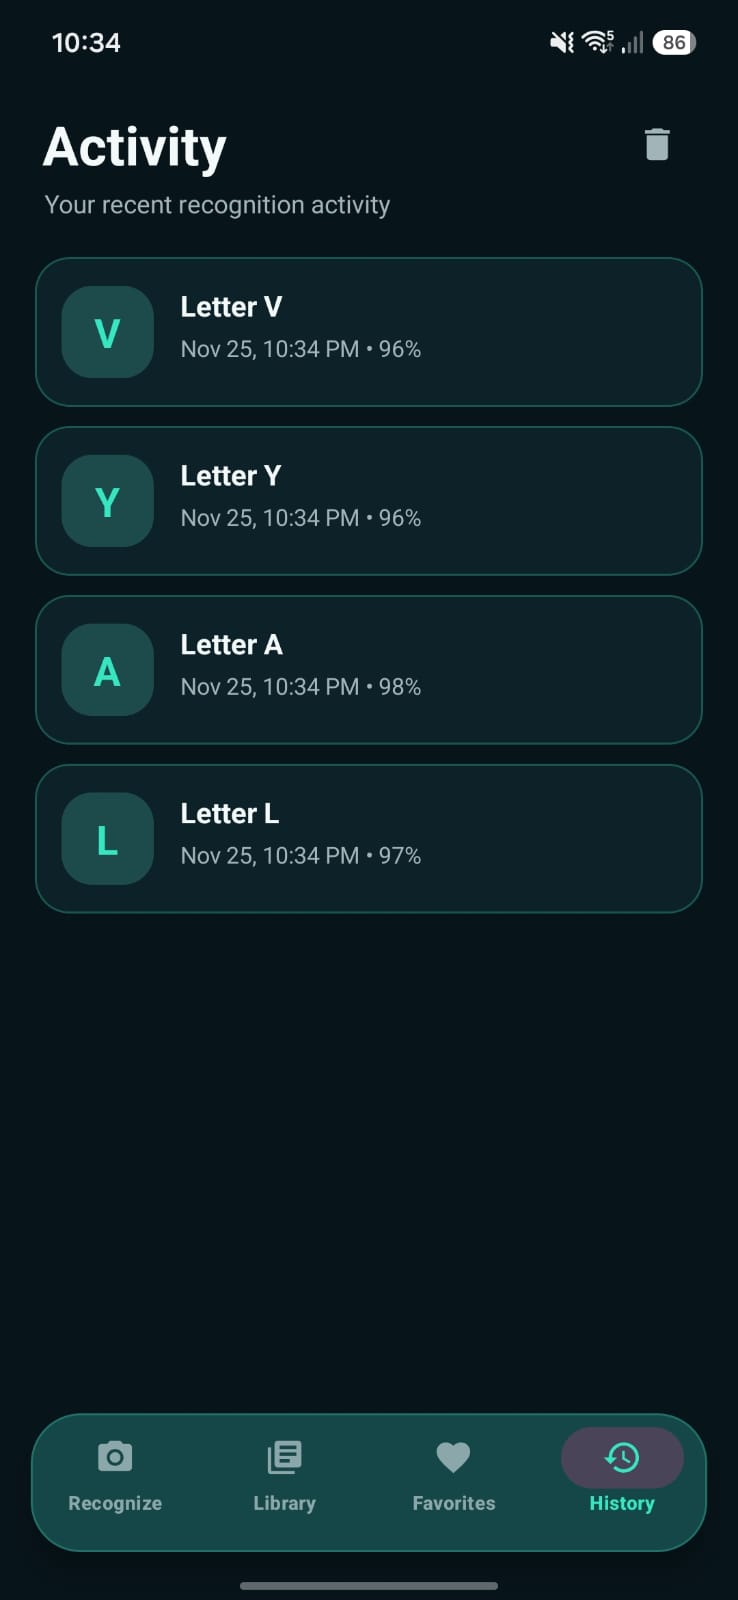 10:34
5
86
Activity
Your recent recognition activity
V
Letter V
Nov 25, 10:34 PM • 96%
Y
Letter Y
Nov 25, 10:34 PM • 96%
A
Letter A
Nov 25, 10:34 PM • 98%
L
Letter L
Nov 25, 10:34 PM • 97%
Recognize
Library
Favorites
History